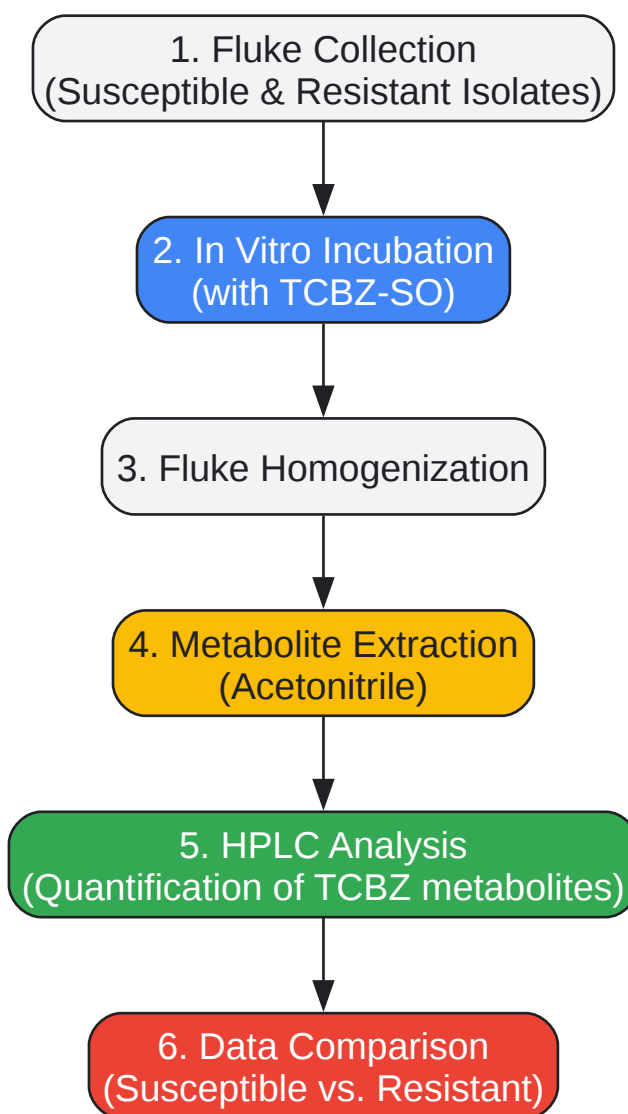 1. Fluke Collection
(Susceptible & Resistant Isolates)
2. In Vitro Incubation
(with TCBZ-SO)
3. Fluke Homogenization
4. Metabolite Extraction
(Acetonitrile)
5. HPLC Analysis
(Quantification of TCBZ metabolites)
6. Data Comparison
(Susceptible vs. Resistant)